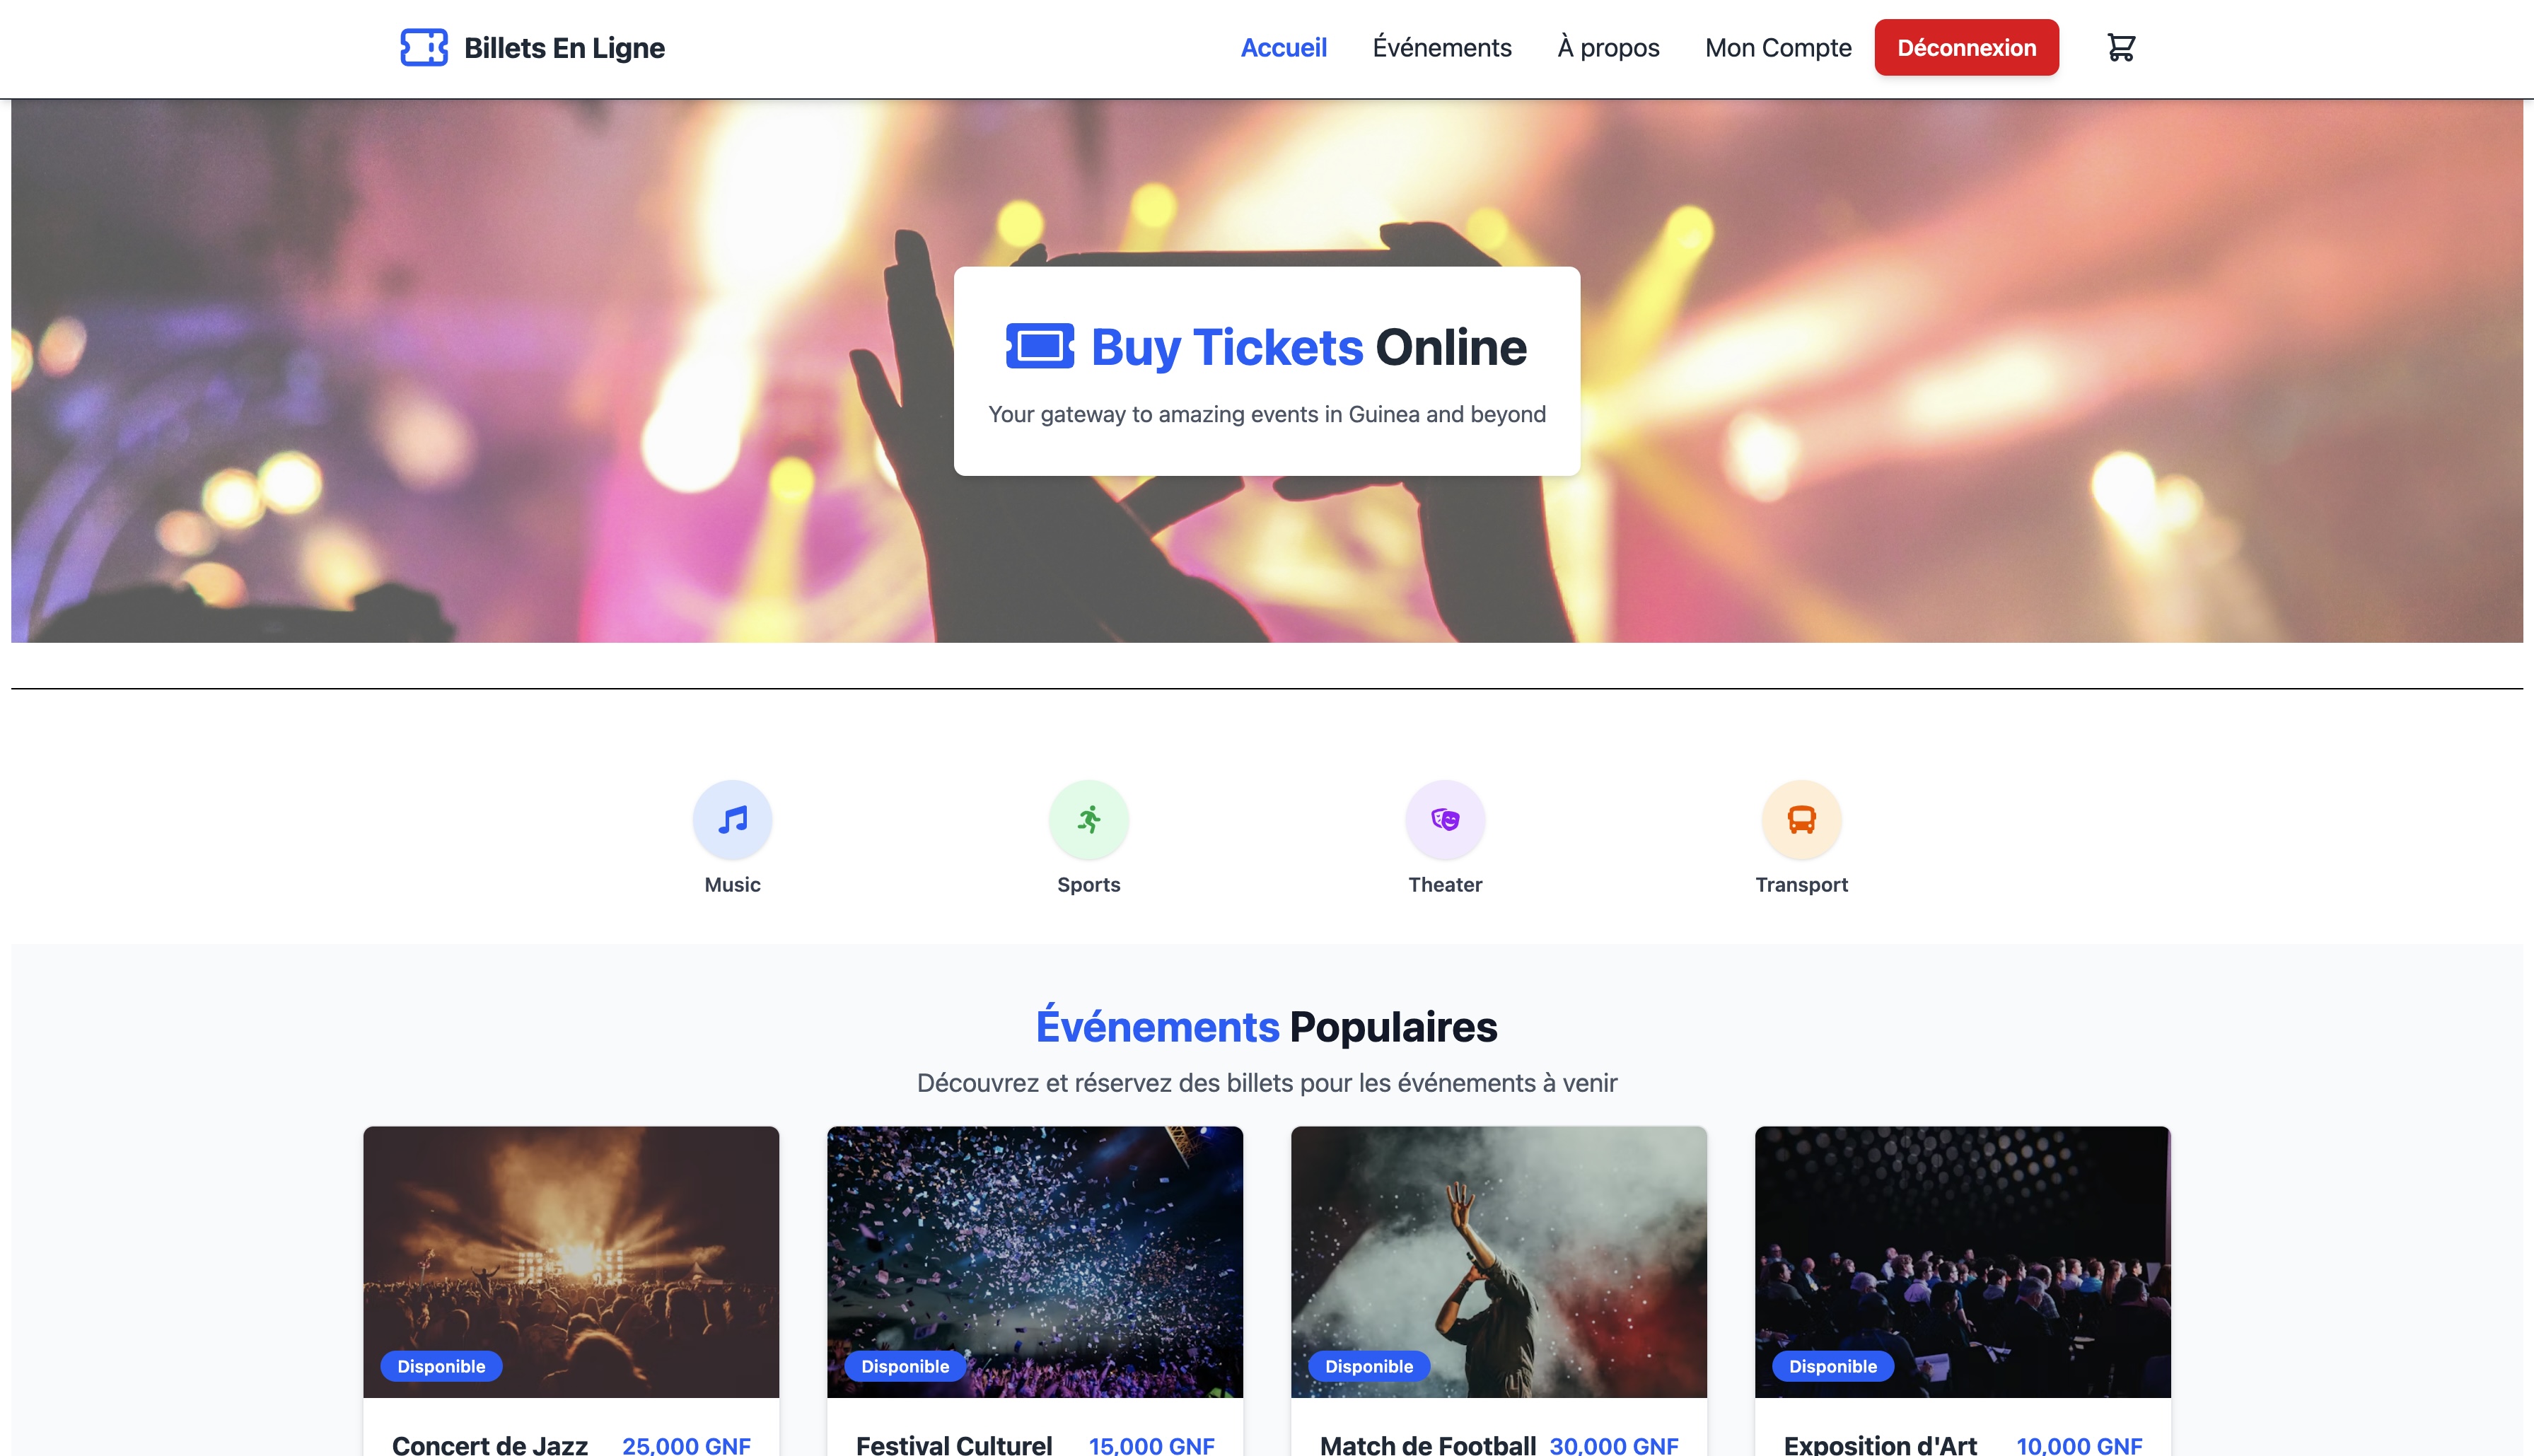 Billets En Ligne
Accueil Événements À propos Mon Compte Déconnexion
Buy Tickets Online
Your gateway to amazing events in Guinea and beyond
Music Sports Theater Transport
Événements Populaires
Découvrez et réservez des billets pour les événements à venir
Disponible Disponible Disponible Disponible
Concert de Jazz 25,000 GNF
Festival Culturel 15,000 GNF
Match de Football 30,000 GNF
Exposition d'Art 10,000 GNF